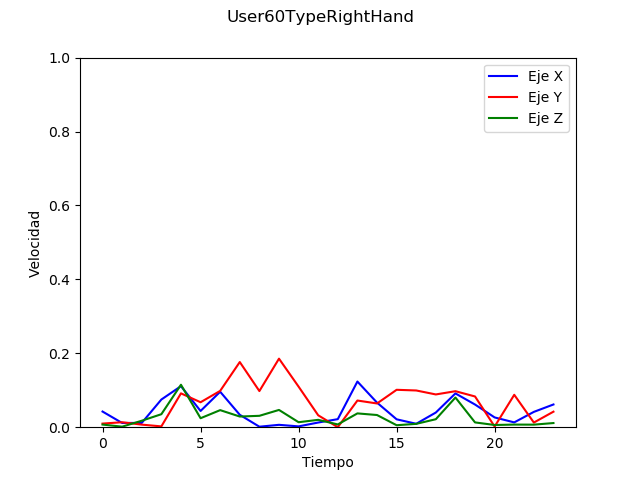 User60TypeRightHand
1.0
0.8
0.6
0.4
0.2
0.0
Velocidad
Eje X
Eje Y
Eje Z
0 5 10 15 20
Tiempo